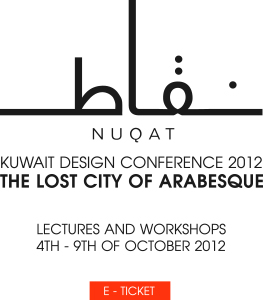 نقاط
NUQAT
KUWAIT DESIGN CONFERENCE 2012
THE LOST CITY OF ARABESQUE
LECTURES AND WORKSHOPS
4TH - 9TH OF OCTOBER 2012
E - TICKET